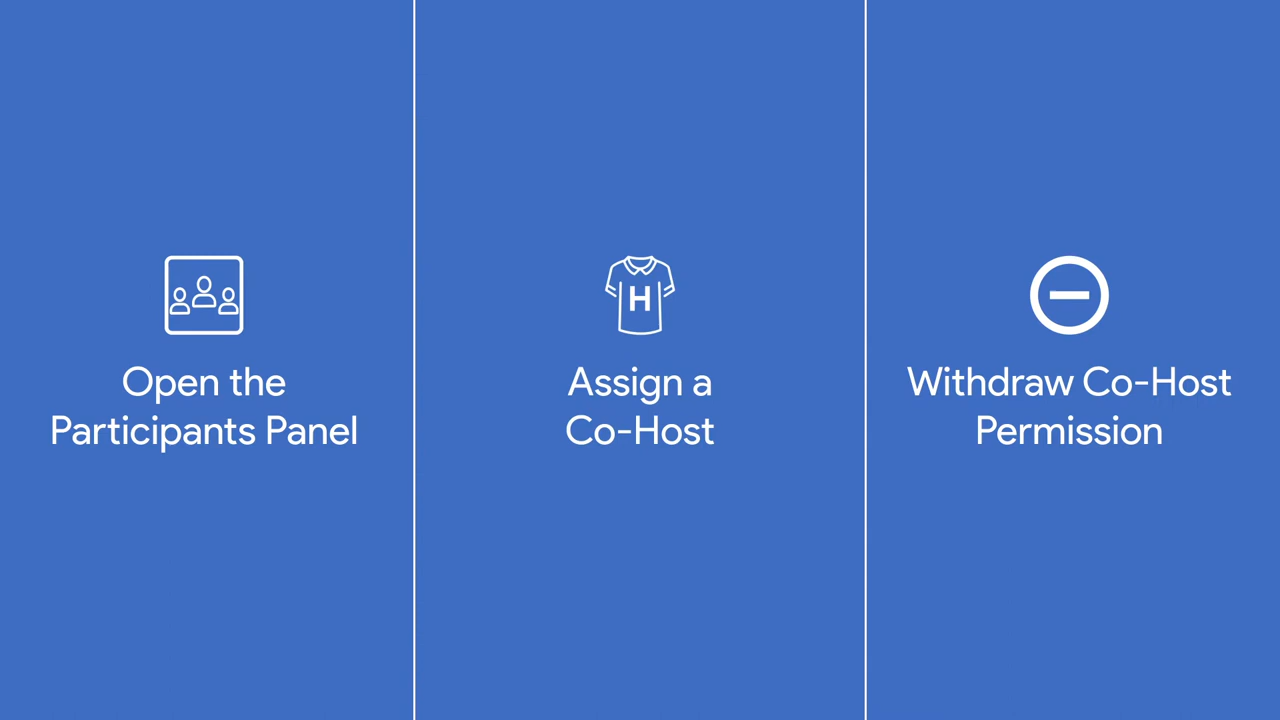 Open the
Participants Panel
H
Assign a
Co-Host
Withdraw Co-Host
Permission